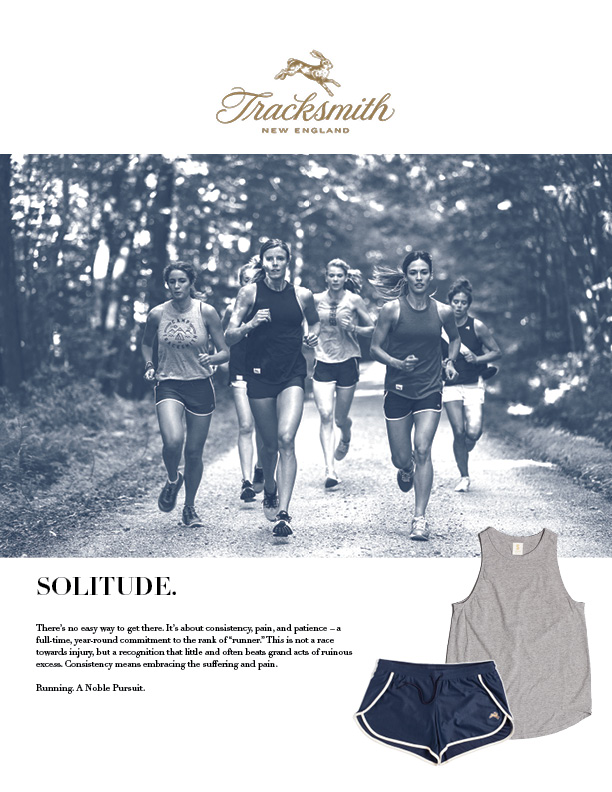 Tracksmith
NEW ENGLAND
CAMP
SOLITUDE.
There's no easy way to get there. It's about consistency, pain, and patience – a
full-time, year-round commitment to the rank of “runner.” This is not a race
towards injury, but a recognition that little and often beats grand acts of ruinous
excess. Consistency means embracing the suffering and pain.
Running. A Noble Pursuit.